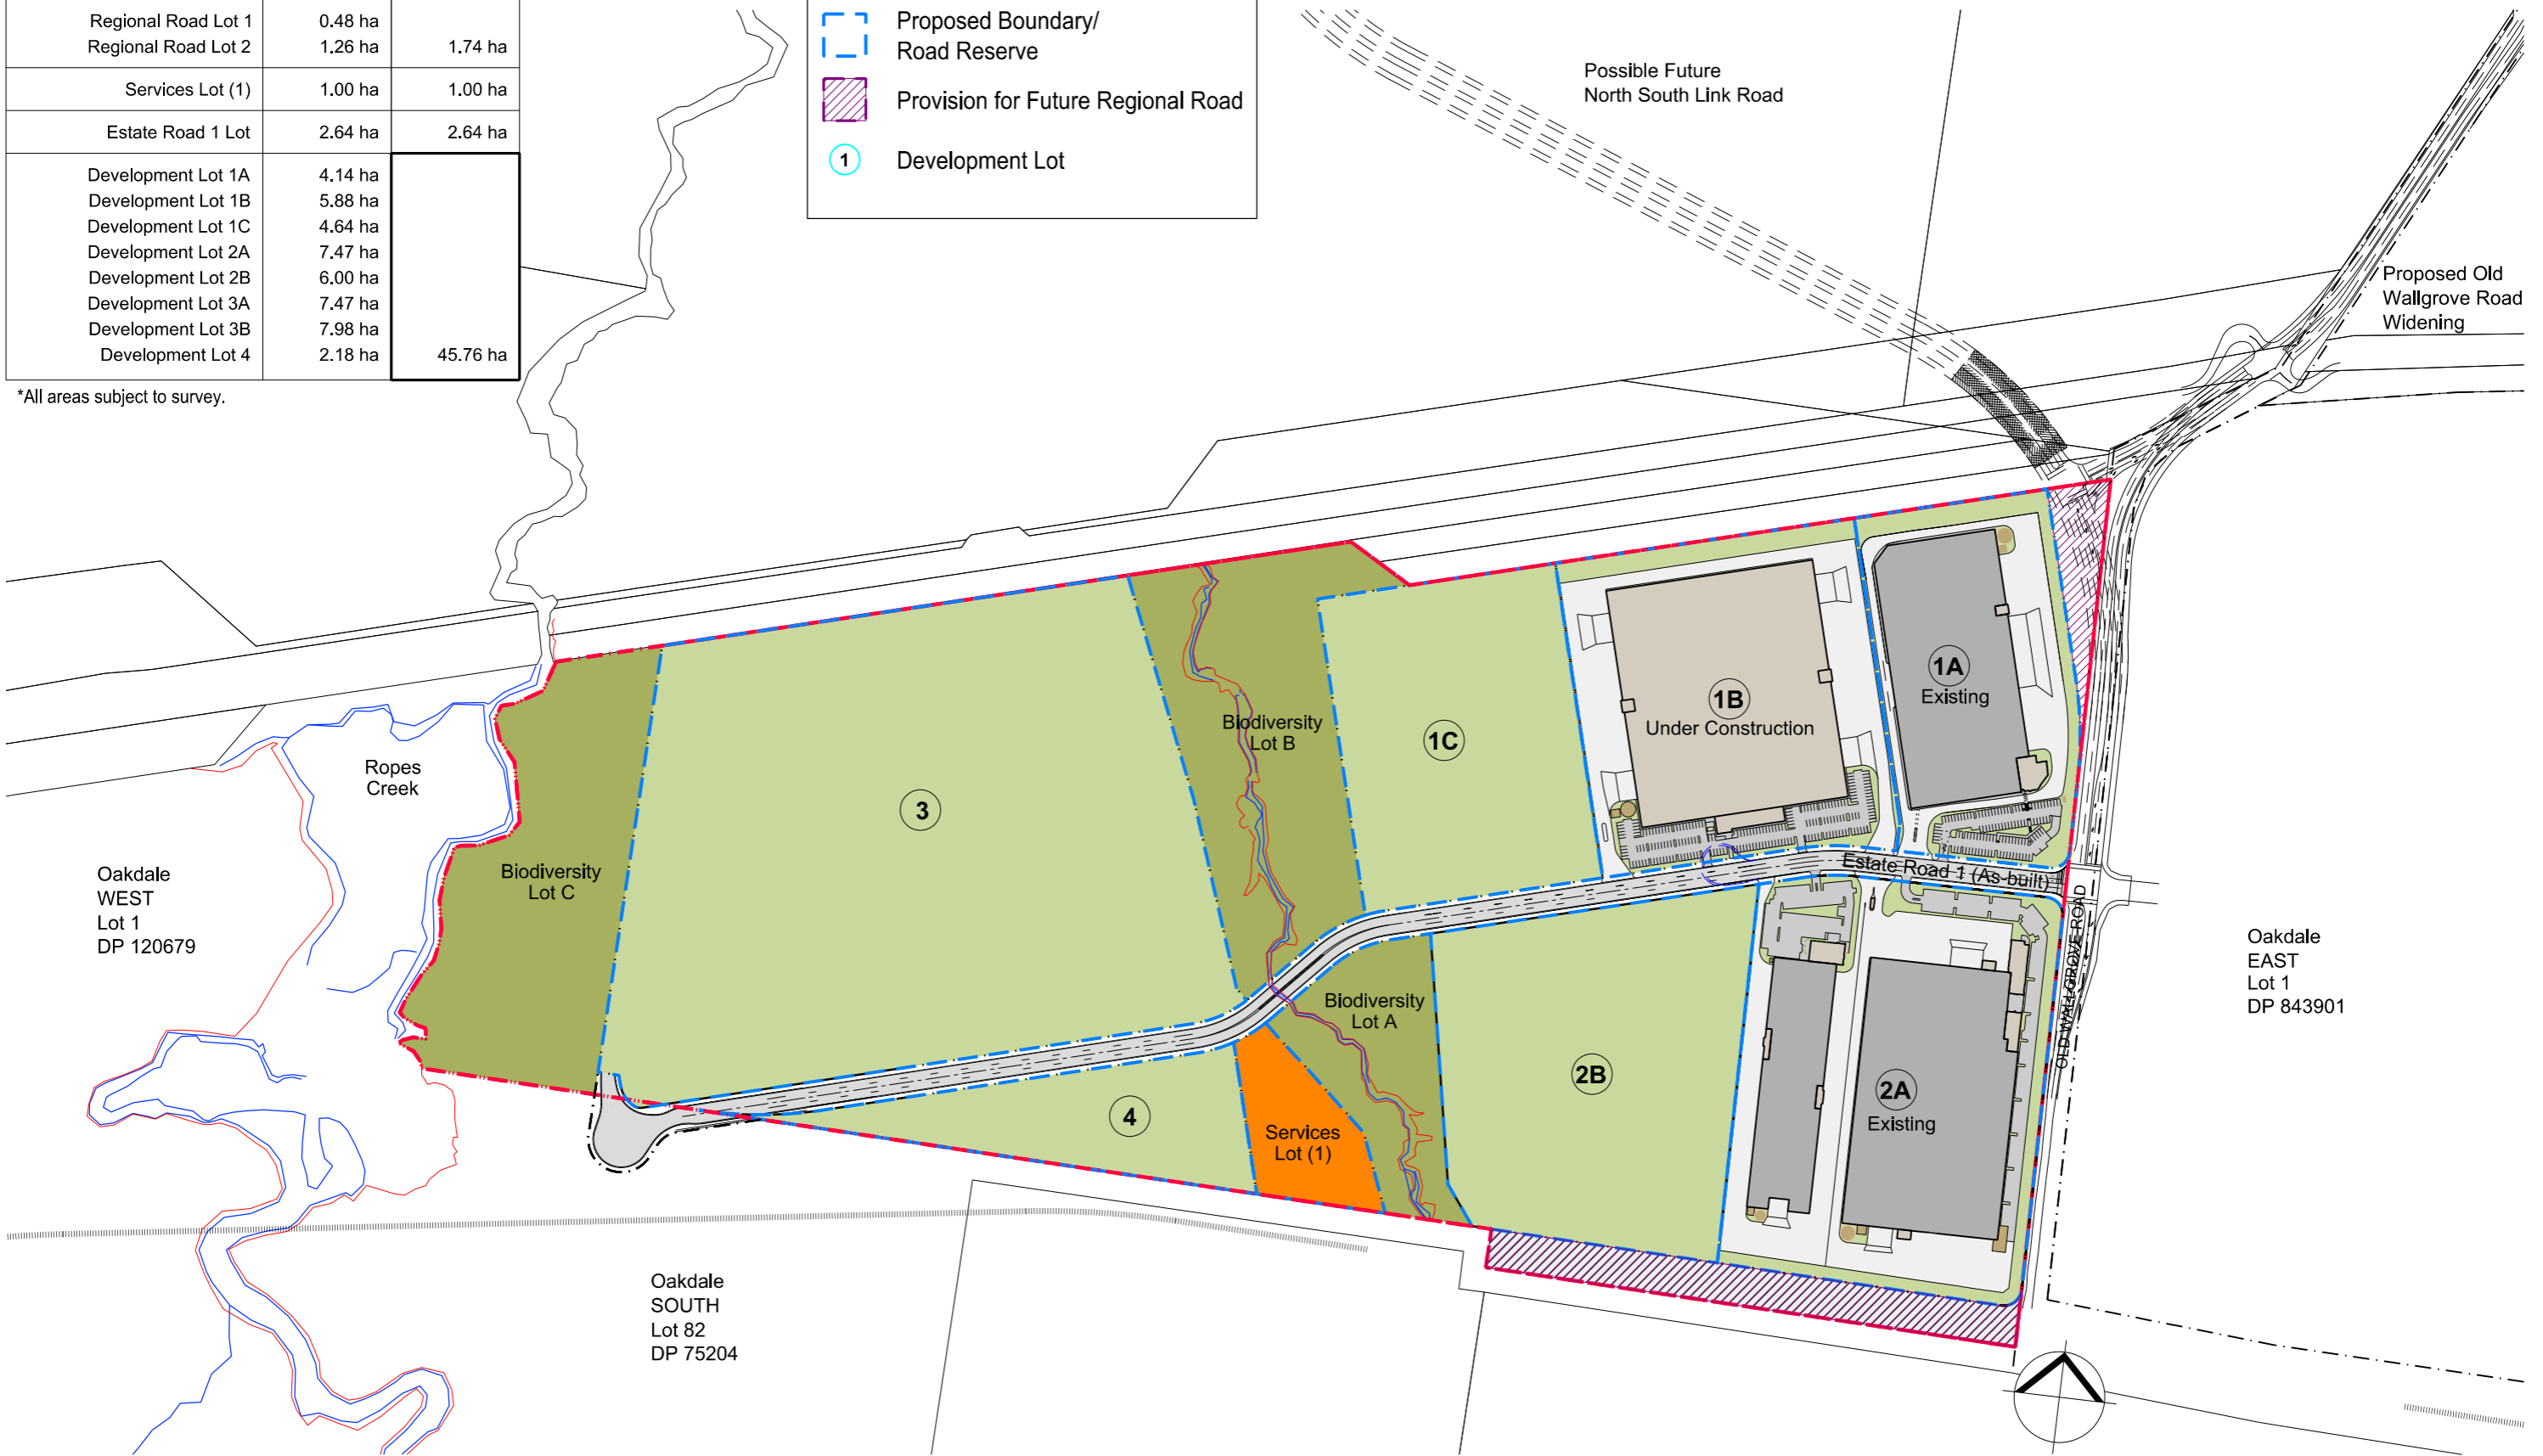 Regional Road Lot 1 0.48 ha
Regional Road Lot 2 1.26 ha 1.74 ha
Services Lot (1) 1.00 ha 1.00 ha
Estate Road 1 Lot 2.64 ha 2.64 ha
Development Lot 1A 4.14 ha
Development Lot 1B 5.88 ha
Development Lot 1C 4.64 ha
Development Lot 2A 7.47 ha
Development Lot 2B 6.00 ha
Development Lot 3A 7.47 ha
Development Lot 3B 7.98 ha
Development Lot 4 2.18 ha 45.76 ha
*All areas subject to survey.
Proposed Boundary/
Road Reserve
Provision for Future Regional Road
1 Development Lot
Possible Future
North South Link Road
Proposed Old
Wallgrove Road
Widening
1A
Existing
1B
Under Construction
1C
Biodiversity
Lot B
3
Ropes
Creek
Biodiversity
Lot C
Oakdale
WEST
Lot 1
DP 120679
Estate Road 1 (As-built)
OLD WALLGROVE ROAD
Oakdale
EAST
Lot 1
DP 843901
Biodiversity
Lot A
2B
2A
Existing
4
Services
Lot (1)
Oakdale
SOUTH
Lot 82
DP 75204